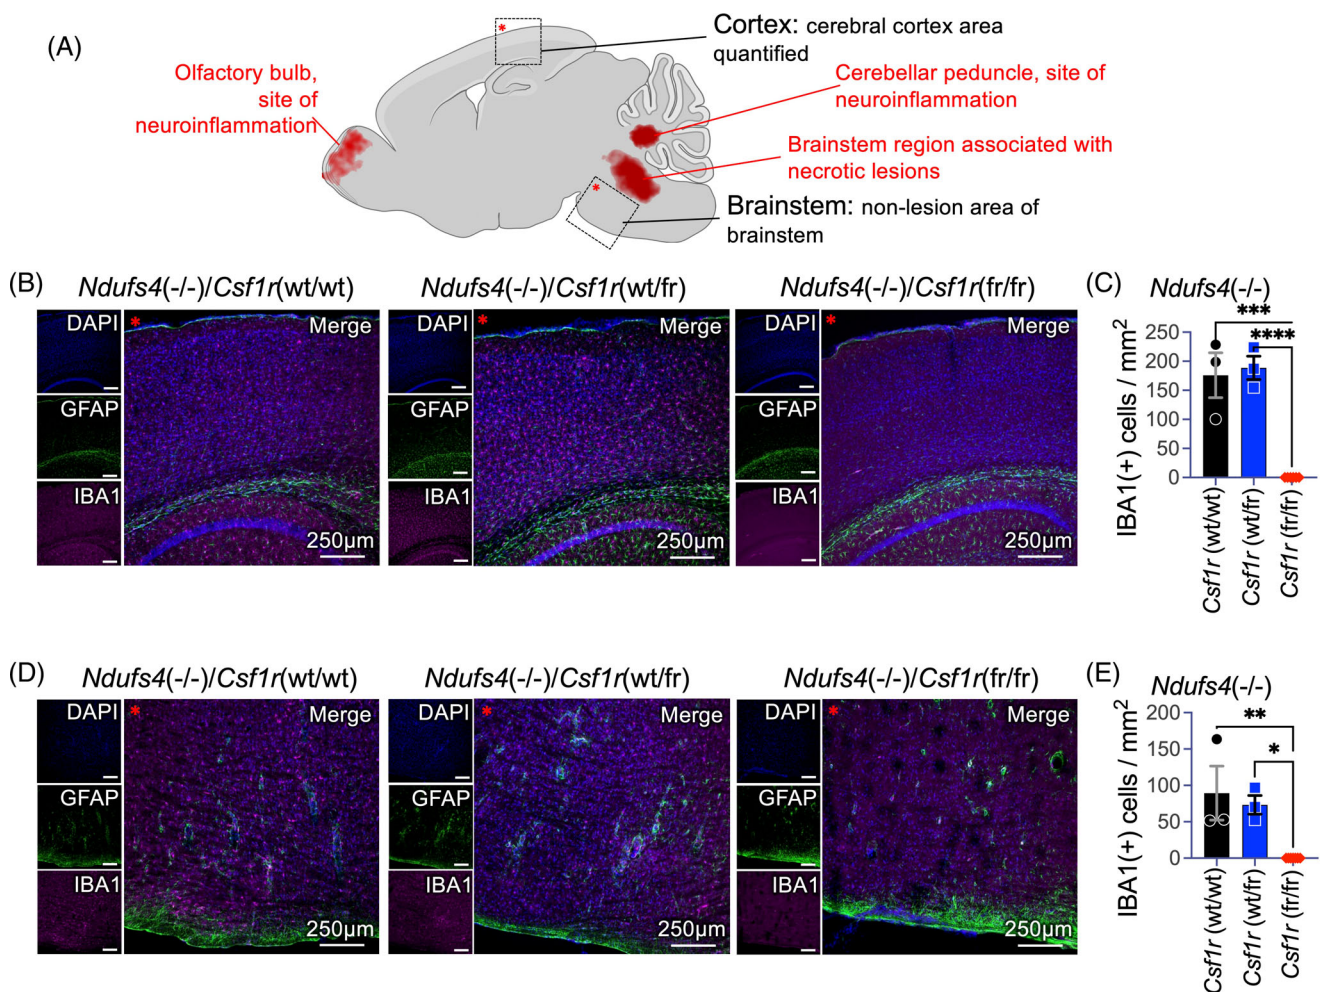 (A)
Cortex: cerebral cortex area
quantified
Olfactory bulb,
site of
neuroinflammation
Cerebellar peduncle, site of
neuroinflammation
Brainstem region associated with
necrotic lesions
Brainstem: non-lesion area of
brainstem
*
*
(B)
Ndufs4(-/-)/Csf1r(wt/wt)
DAPI
GFAP
IBA1
* Merge
250μm
Ndufs4(-/-)/Csf1r(wt/fr)
DAPI
GFAP
IBA1
* Merge
250μm
Ndufs4(-/-)/Csf1r(fr/fr)
DAPI
GFAP
IBA1
* Merge
250μm
(C)
Ndufs4(-/-)
***
****
IBA1(+) cells / mm2
250
200
150
100
50
0
Csf1r (wt/wt)
Csf1r (wt/fr)
Csf1r (fr/fr)
(D)
Ndufs4(-/-)/Csf1r(wt/wt)
DAPI
GFAP
IBA1
* Merge
250μm
Ndufs4(-/-)/Csf1r(wt/fr)
DAPI
GFAP
IBA1
* Merge
250μm
Ndufs4(-/-)/Csf1r(fr/fr)
DAPI
GFAP
IBA1
* Merge
250μm
(E)
Ndufs4(-/-)
**
*
IBA1(+) cells / mm2
200
150
100
50
0
Csf1r (wt/wt)
Csf1r (wt/fr)
Csf1r (fr/fr)